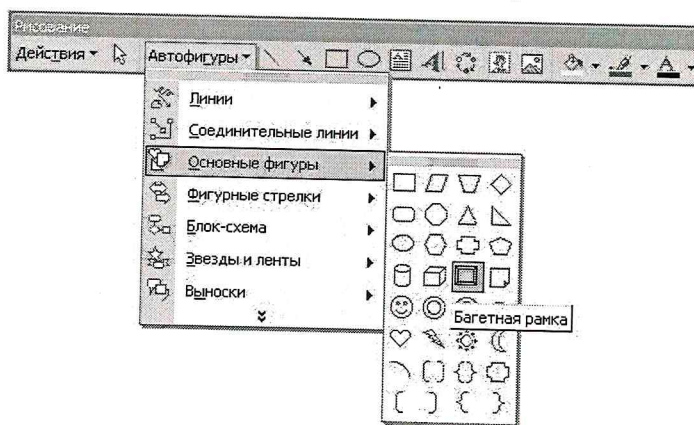 Рисование
Действия
Автофигуры
Линии
Соединительные линии
Основные фигуры
Фигурные стрелки
Блок-схема
Звезды и ленты
Выноски
Багетная рамка